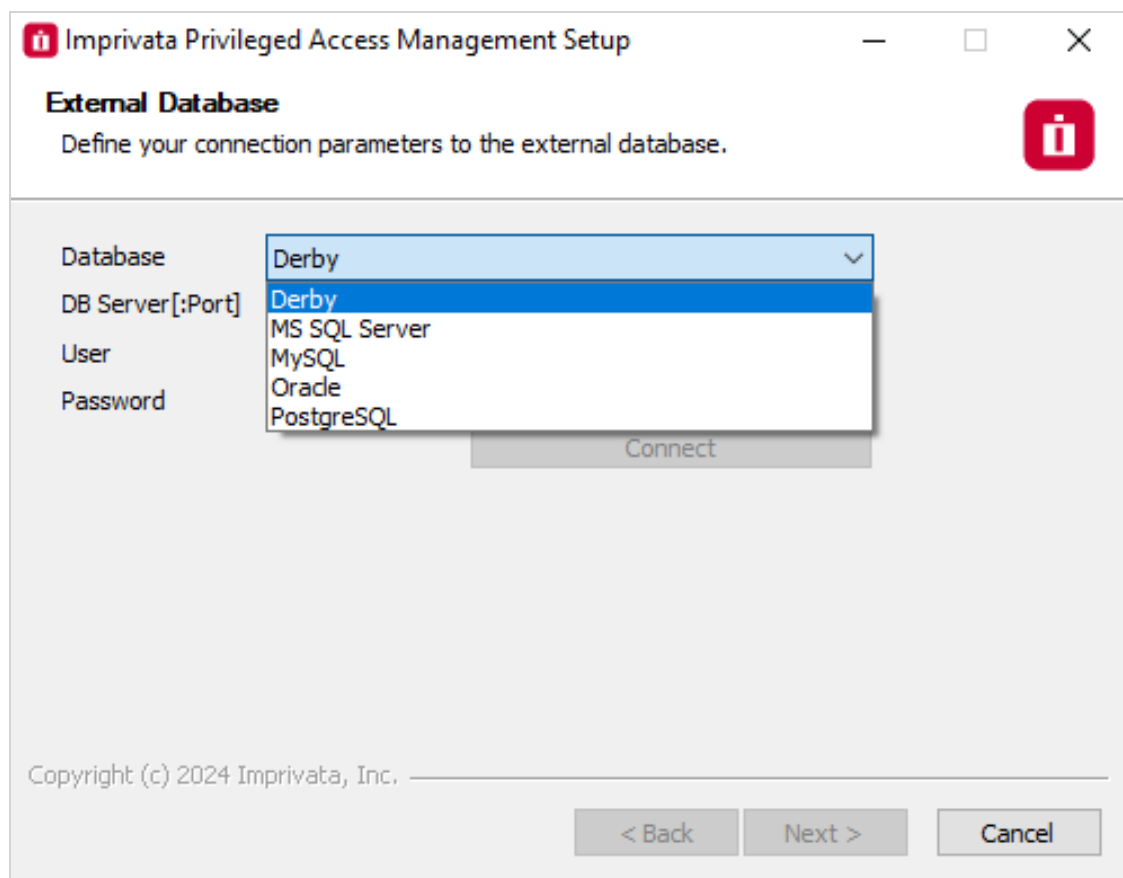 Imprivata Privileged Access Management Setup
External Database
Define your connection parameters to the external database.
Database
Derby
DB Server[:Port]
Derby
MS SQL Server
User
MySQL
Oracle
Password
PostgreSQL
Connect
Copyright (c) 2024 Imprivata, Inc.
< Back
Next >
Cancel